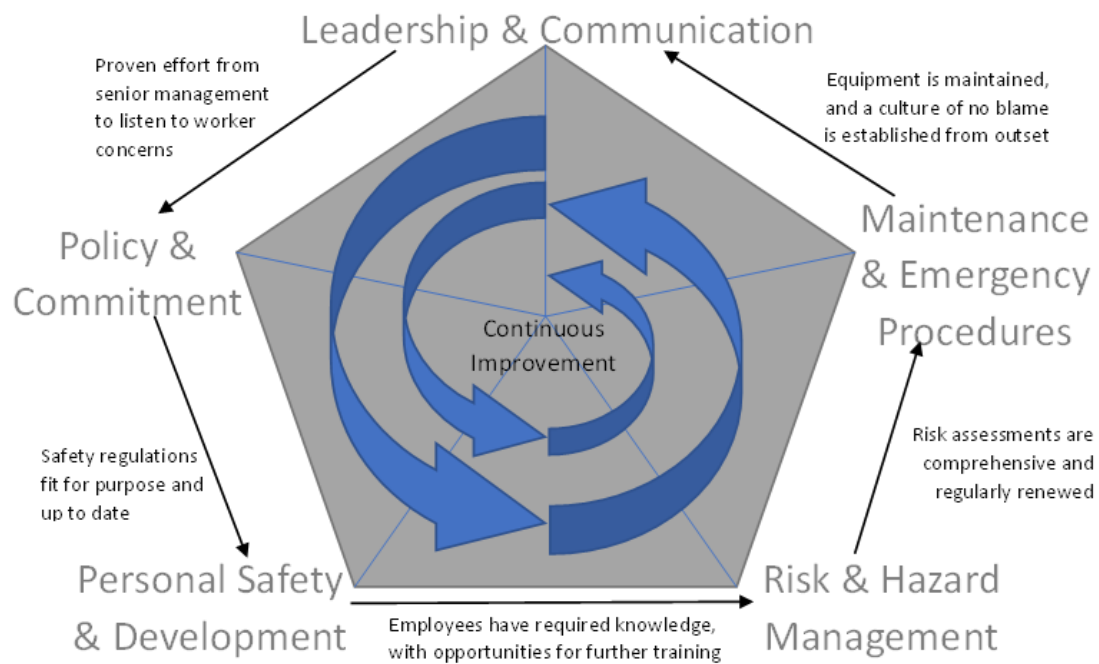 Leadership & Communication
Proven effort from
senior management
to listen to worker
concerns
Equipment is maintained,
and a culture of no blame
is established from outset
Policy &
Commitment
Maintenance
& Emergency
Procedures
Continuous
Improvement
Safety regulations
fit for purpose and
up to date
Risk assessments are
comprehensive and
regularly renewed
Personal Safety
& Development
Risk & Hazard
Management
Employees have required knowledge,
with opportunities for further training